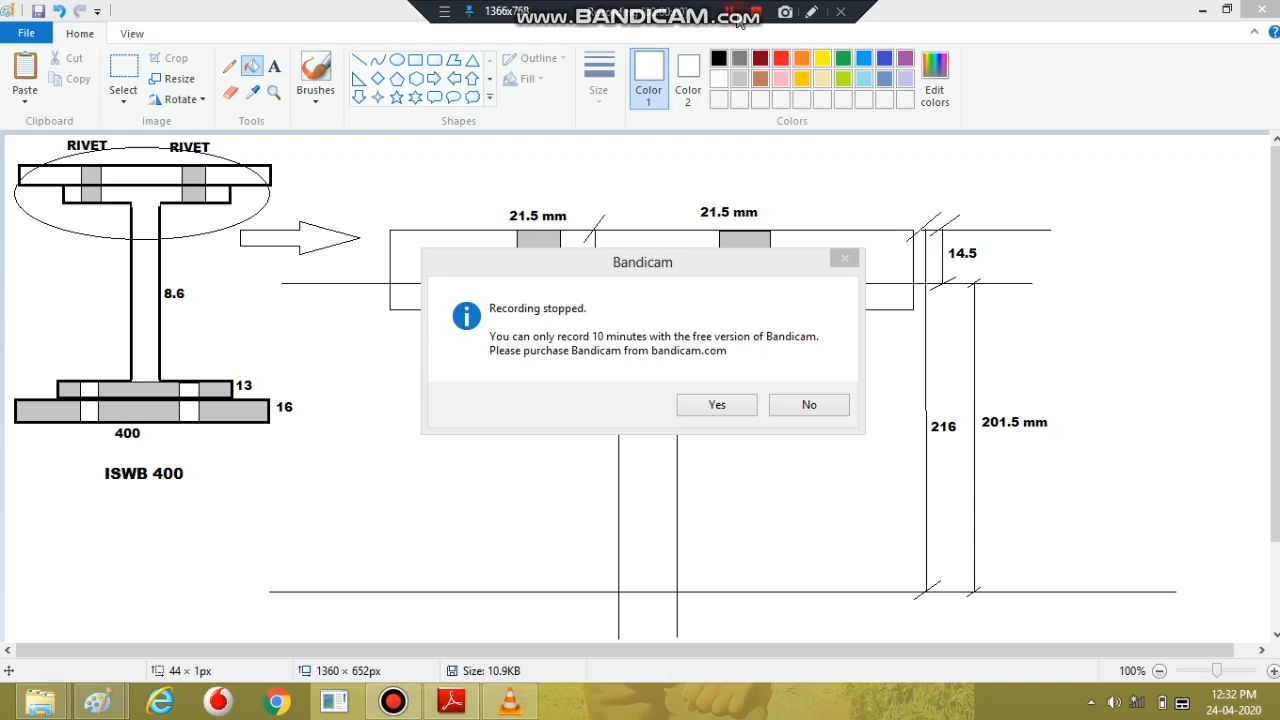 1366x768
www.BANDICAM.com
File
Home
View
Paste
Cut
Copy
Clipboard
Select
Crop
Resize
Rotate
Image
A
Tools
Brushes
Outline
Fill
Shapes
Size
Color
1
Color
2
Edit
colors
Colors
RIVET
RIVET
8.6
13
16
400
ISWB 400
21.5 mm
21.5 mm
14.5
216
201.5 mm
Bandicam
Recording stopped.
You can only record 10 minutes with the free version of Bandicam.
Please purchase Bandicam from bandicam.com
Yes
No
44 × 1px
1360 × 652px
Size: 10.9KB
100%
12:32 PM
24-04-2020